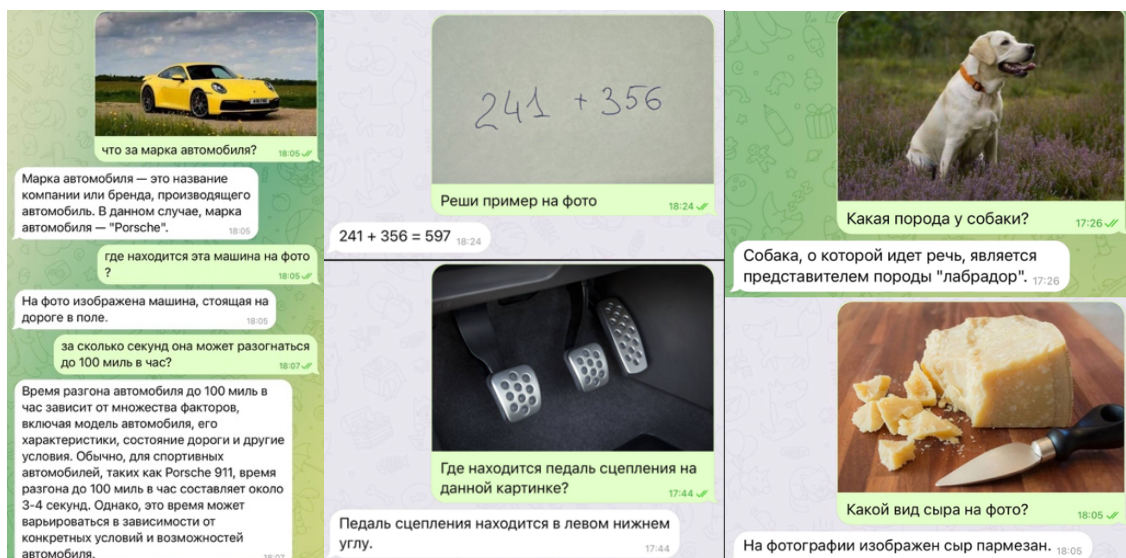 что за марка автомобиля?
18:05
Марка автомобиля — это название
компании или бренда, производящего
автомобиль. В данном случае, марка
автомобиля — "Porsche".
18:05
где находится эта машина на фото
?
18:05
На фото изображена машина, стоящая на
дороге в поле.
18:05
за сколько секунд она может разогнаться
до 100 миль в час?
18:07
Время разгона автомобиля до 100 миль в
час зависит от множества факторов,
включая модель автомобиля, его
характеристики, состояние дороги и другие
условия. Обычно, для спортивных
автомобилей, таких как Porsche 911, время
разгона до 100 миль в час составляет около
3-4 секунд. Однако, это время может
варьироваться в зависимости от
конкретных условий и возможностей
автомобиля.
18:07
241 + 356
Реши пример на фото
18:24
241 + 356 = 597 18:24
Где находится педаль сцепления на
данной картинке?
17:44
Педаль сцепления находится в левом нижнем
углу.
17:44
Какая порода у собаки?
17:26
Собака, о которой идет речь, является
представителем породы "лабрадор". 17:26
Какой вид сыра на фото?
18:05
На фотографии изображен сыр пармезан. 18:05